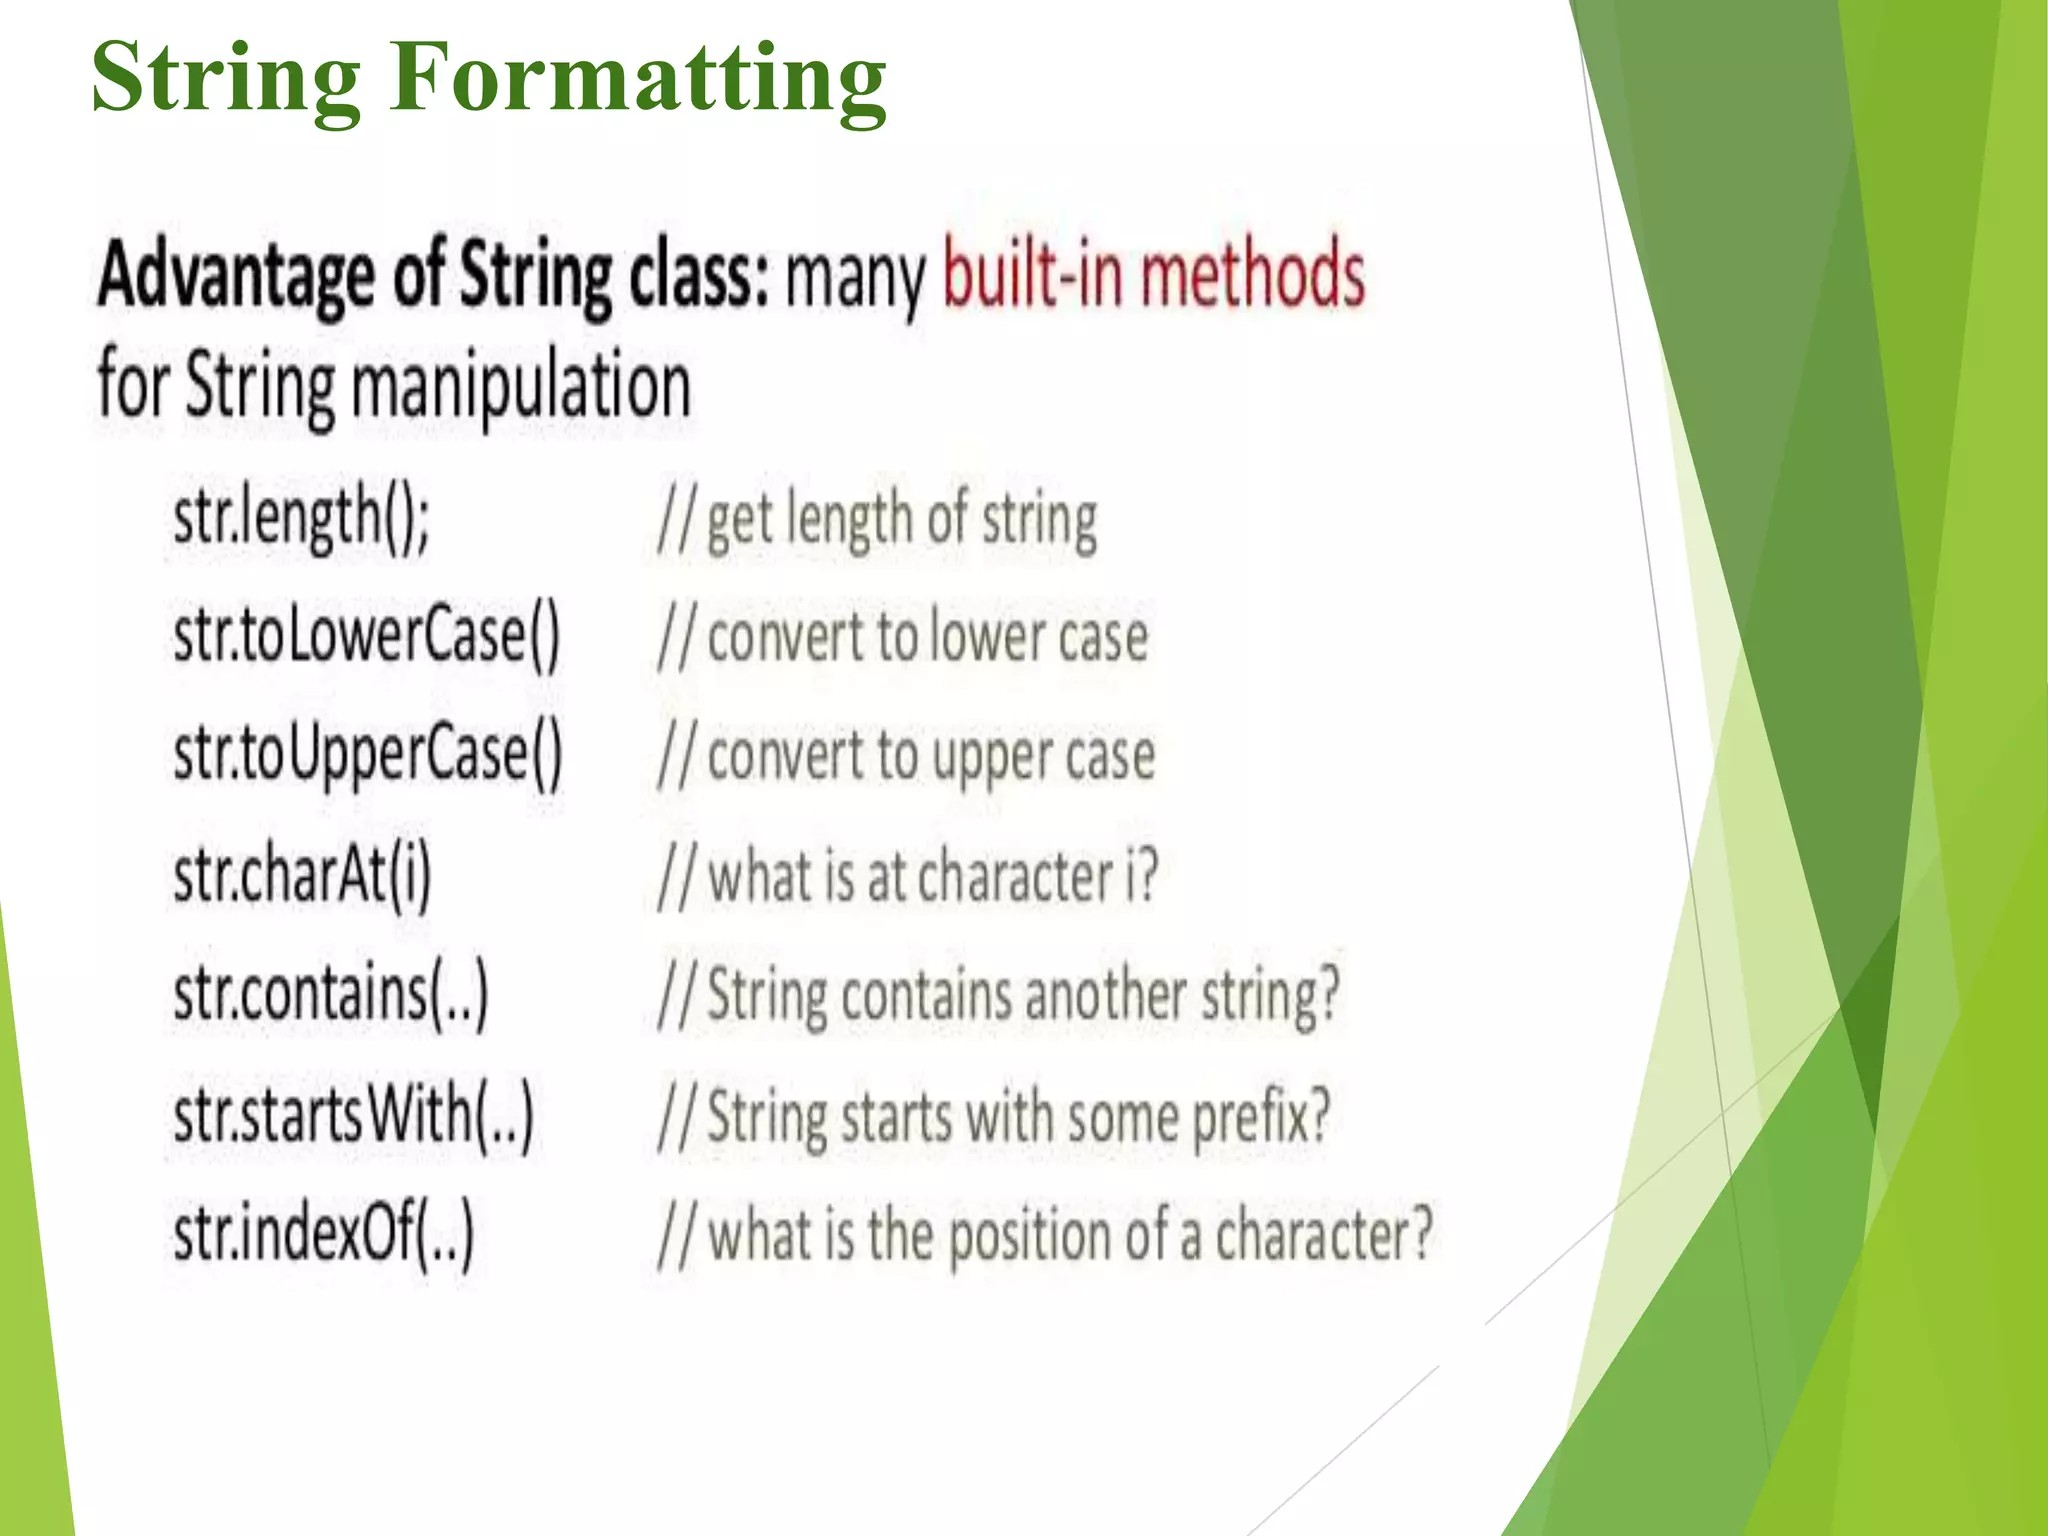 String Formatting
Advantage of String class: many built-in methods
for String manipulation
str.length(); // get length of string
str.toLowerCase() // convert to lower case
str.toUpperCase() // convert to upper case
str.charAt(i) // what is at character i?
str.contains(..) // String contains another string?
str.startsWith(..) // String starts with some prefix?
str.indexOf(..) // what is the position of a character?